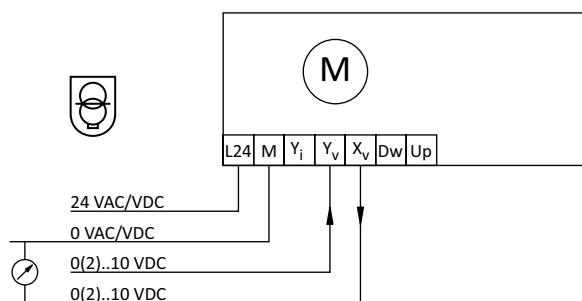 M
L24 M Yi Yv Xv Dw Up
24 VAC/VDC
0 VAC/VDC
0(2)..10 VDC
0(2)..10 VDC